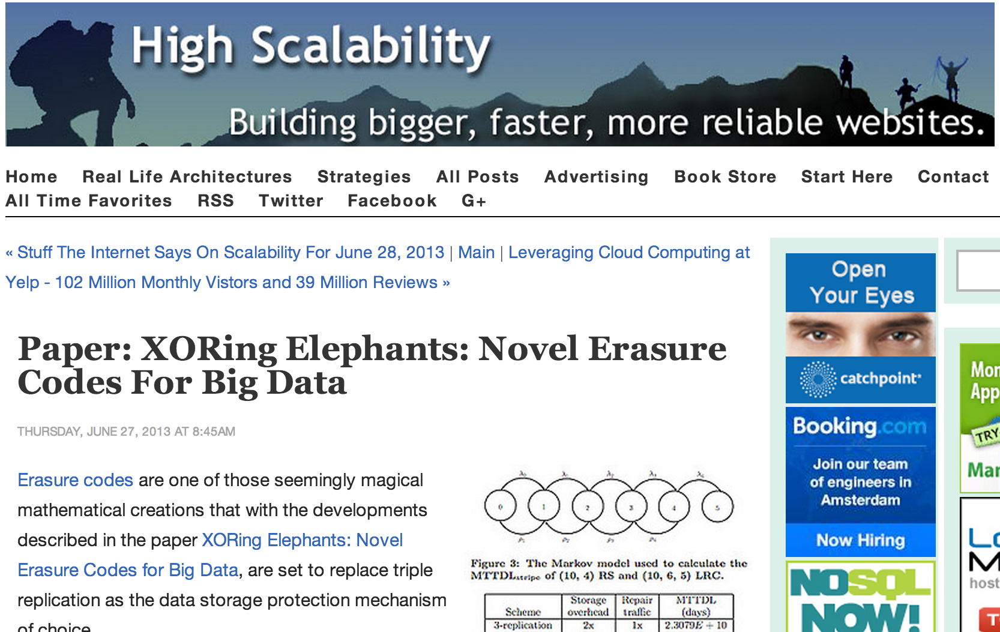 High Scalability
Building bigger, faster, more reliable websites.
Home Real Life Architectures Strategies All Posts Advertising Book Store Start Here Contact
All Time Favorites RSS Twitter Facebook G+
« Stuff The Internet Says On Scalability For June 28, 2013 | Main | Leveraging Cloud Computing at
Yelp - 102 Million Monthly Vistors and 39 Million Reviews »
Paper: XORing Elephants: Novel Erasure
Codes For Big Data
THURSDAY, JUNE 27, 2013 AT 8:45AM
Erasure codes are one of those seemingly magical
mathematical creations that with the developments
described in the paper XORing Elephants: Novel
Erasure Codes for Big Data, are set to replace triple
replication as the data storage protection mechanism
of choice
0 1 2 3 4 5
Figure 3: The Markov model used to calculate the
MTTDLstripe of (10, 4) RS and (10, 6, 5) LRC.
Storage Repair MTTDL
Scheme overhead traffic (days)
3-replication 2x 1x 2.3079E + 10
Open
Your Eyes
catchpoint
Booking.com
Join our team
of engineers in
Amsterdam
Now Hiring
NOSQL
NOW!
Mon
App
TRY
Mar
Lo
M
host
T